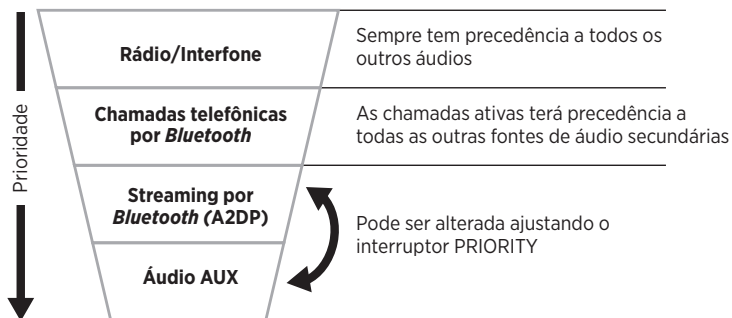 Prioridade
Rádio/Interfone
Sempre tem precedência a todos os
outros áudios
Chamadas telefônicas
por Bluetooth
As chamadas ativas terá precedência a
todas as outras fontes de áudio secundárias
Streaming por
Bluetooth (A2DP)
Pode ser alterada ajustando o
interruptor PRIORITY
Áudio AUX